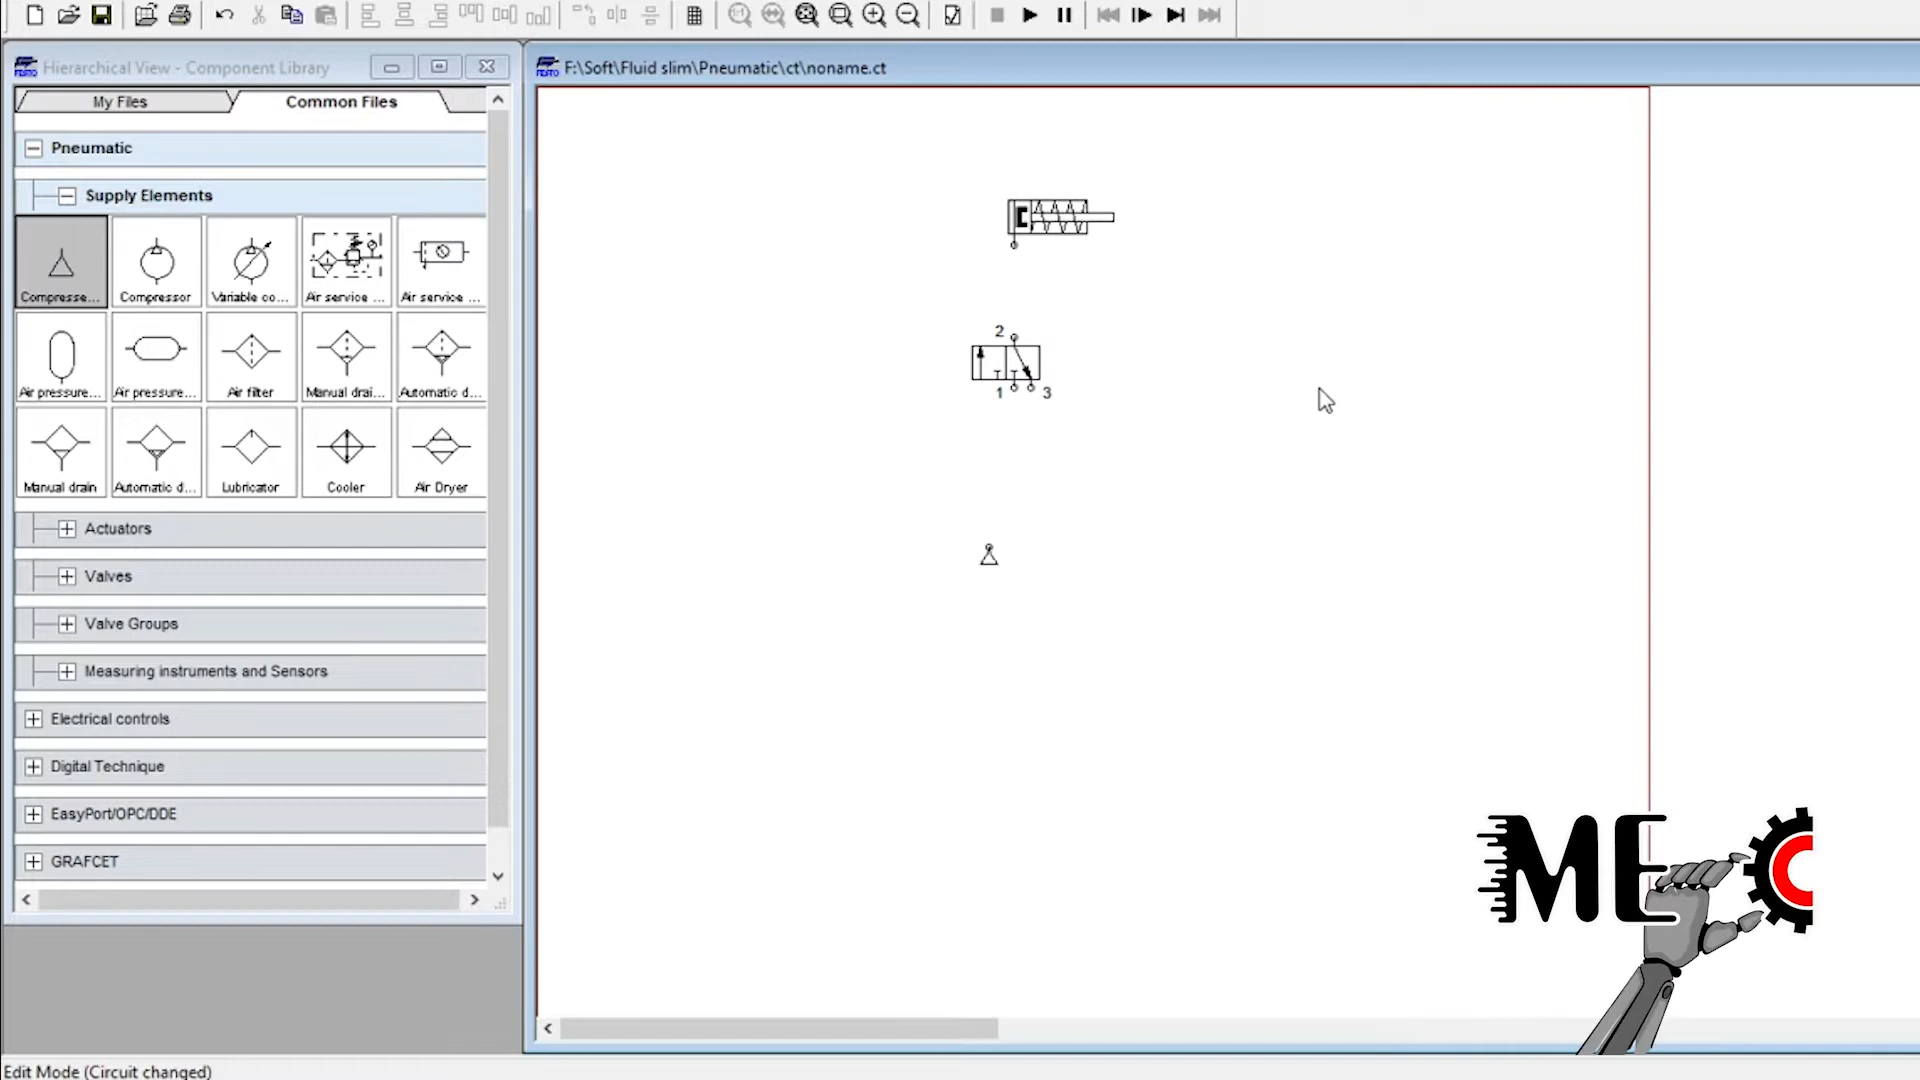 Hierarchical View - Component Library
F:\Soft\Fluid slim\Pneumatic\ct\noname.ct
My Files
Common Files
Pneumatic
Supply Elements
Compresse...
Compressor
Variable co...
Air service ...
Air service ...
Air pressure...
Air pressure...
Air filter
Manual drai...
Automatic d...
Manual drain
Automatic d...
Lubricator
Cooler
Air Dryer
Actuators
Valves
Valve Groups
Measuring instruments and Sensors
Electrical controls
Digital Technique
EasyPort/OPC/DDE
GRAFCET
2
1
3
MEC
Edit Mode (Circuit changed)